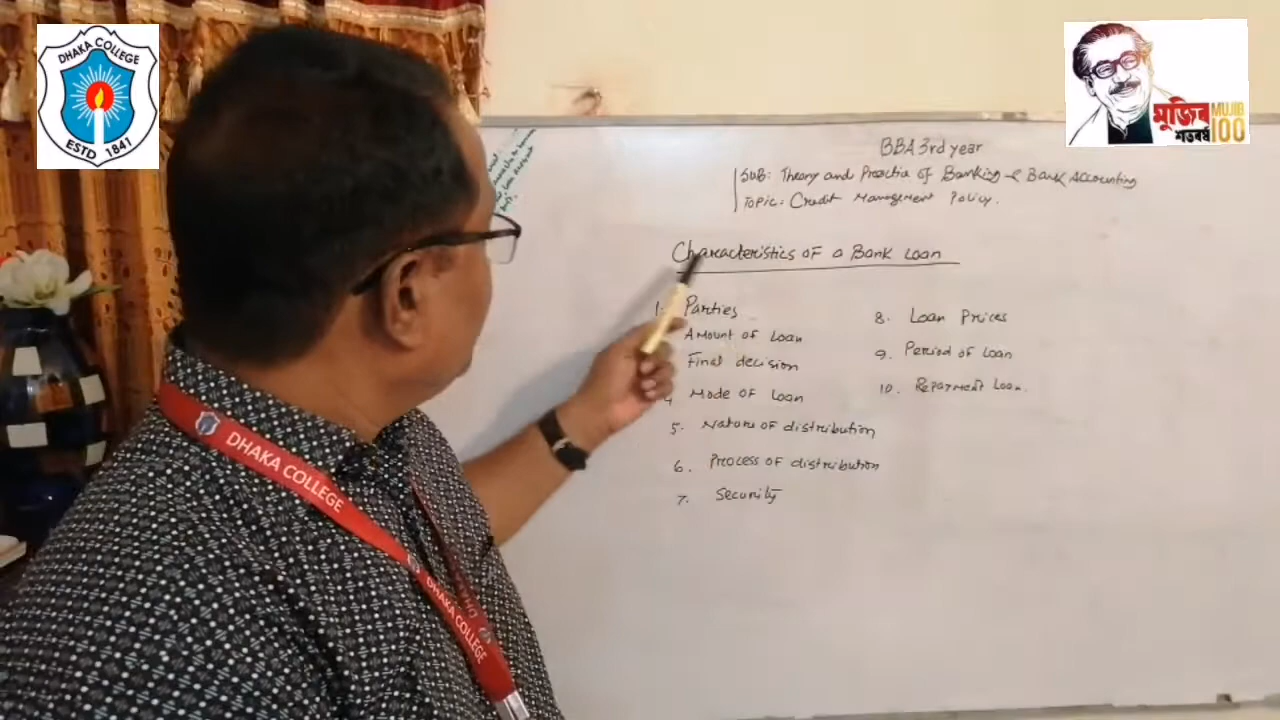 DHAKA COLLEGE
ESTD 1841
মুজিব
শতবর্ষ
MUJIB
100
BBA 3rd year
SUB: Theory and Practice of Banking & Bank Accounting
Topic: Credit Management Policy.
Characteristics of a Bank Loan
1. Parties
Amount of Loan
Final decision
4 Mode of Loan
5. Nature of distribution
6. Process of distribution
7. Security
8. Loan Prices
9. Period of Loan
10. Repayment Loan.
DHAKA COLLEGE
DHAKA COLLEGE